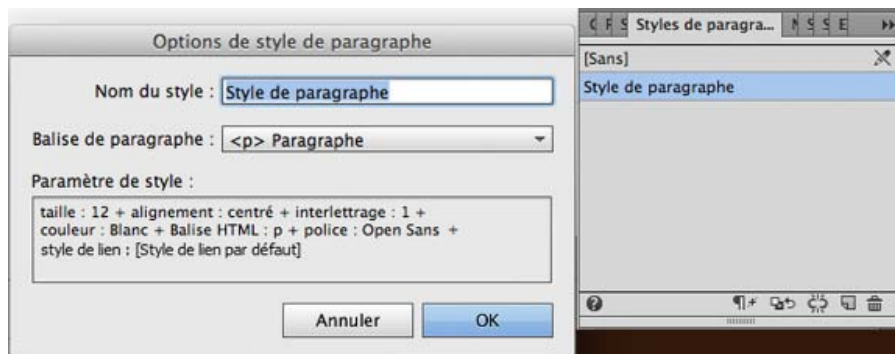 Options de style de paragraphe
Nom du style : Style de paragraphe
Balise de paragraphe : <p> Paragraphe
Paramètre de style :
taille : 12 + alignement : centré + interlettrage : 1 +
couleur : Blanc + Balise HTML : p + police : Open Sans +
style de lien : [Style de lien par défaut]
Annuler OK
Styles de paragra...
S S E
[Sans]
Style de paragraphe